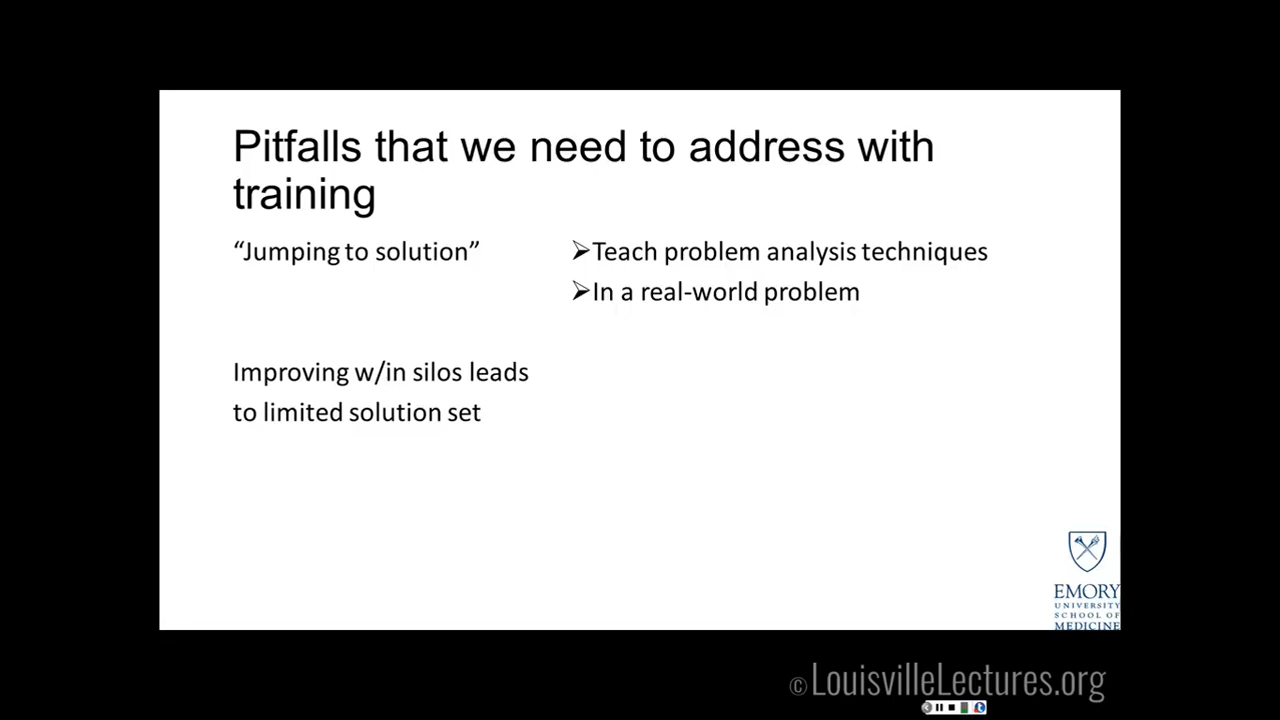 Pitfalls that we need to address with
training
“Jumping to solution”
➢Teach problem analysis techniques
➢In a real-world problem
Improving w/in silos leads
to limited solution set
EMORY
UNIVERSITY
SCHOOL OF
MEDICINE
© LouisvilleLectures.org